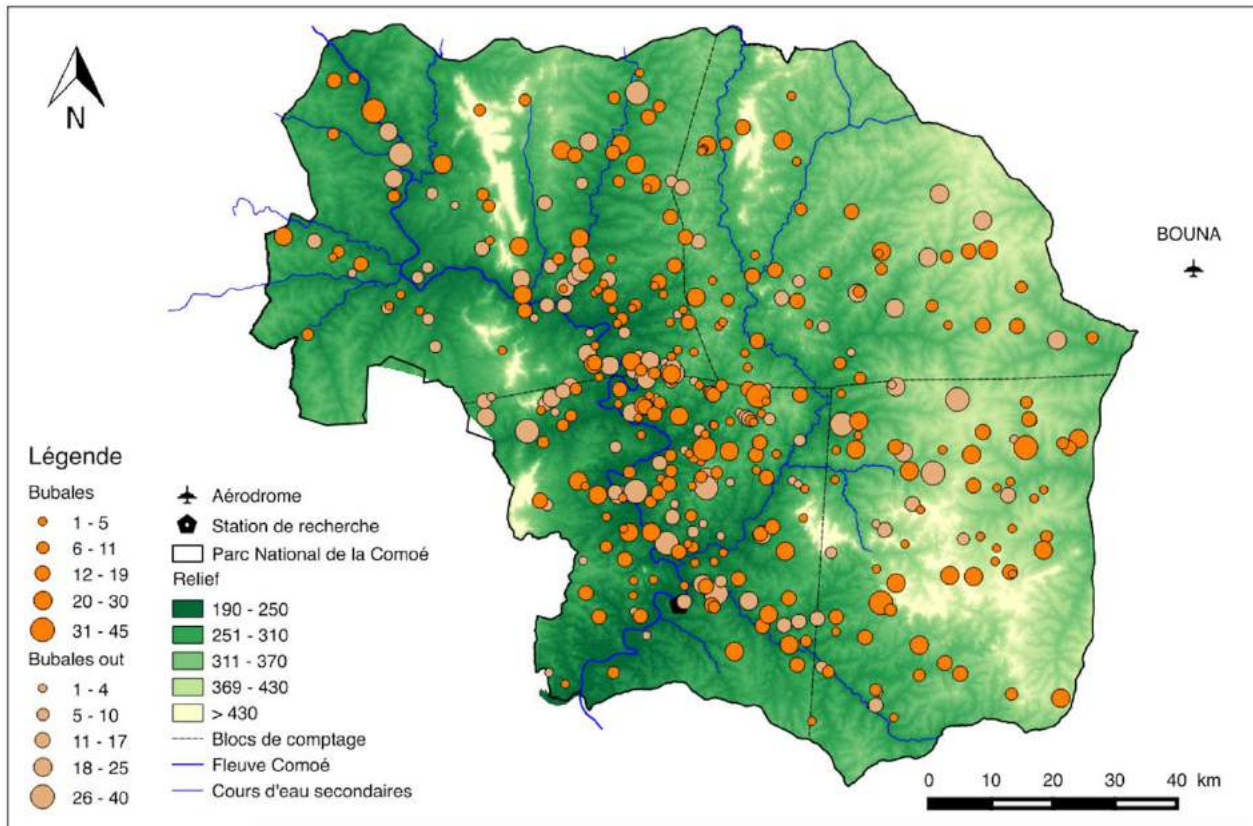 N
BOUNA
Légende
Bubales
1 - 5
6 - 11
12 - 19
20 - 30
31 - 45
Bubales out
1 - 4
5 - 10
11 - 17
18 - 25
26 - 40
Aérodrome
Station de recherche
Parc National de la Comoé
Relief
190 - 250
251 - 310
311 - 370
369 - 430
> 430
Blocs de comptage
Fleuve Comoé
Cours d'eau secondaires
0 10 20 30 40 km